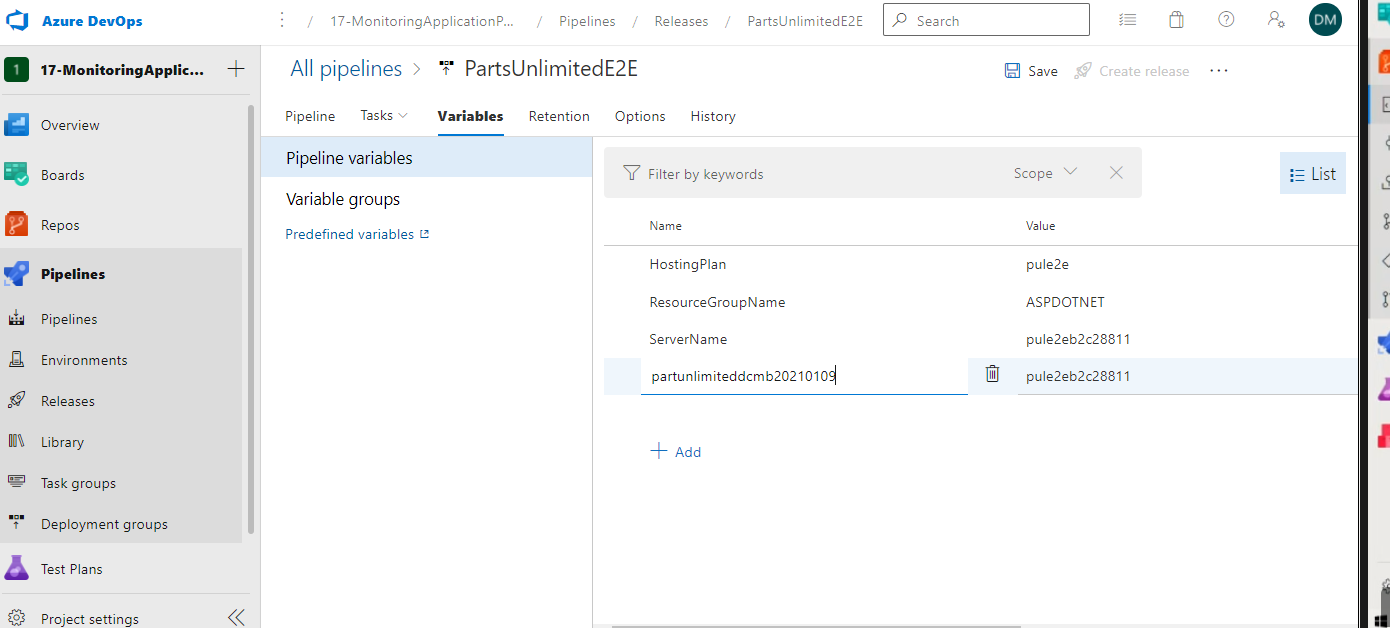 Azure DevOps
/ 17-MonitoringApplicationP... / Pipelines / Releases / PartsUnlimitedE2E
Search
DM
1 17-MonitoringApplic...
All pipelines > PartsUnlimitedE2E
Save
Create release
...
Pipeline Tasks Variables Retention Options History
Overview
Boards
Repos
Pipelines
Pipelines
Environments
Releases
Library
Task groups
Deployment groups
Test Plans
Project settings
Pipeline variables
Variable groups
Predefined variables
Filter by keywords
Scope
List
Name Value
HostingPlan pule2e
ResourceGroupName ASPDOTNET
ServerName pule2eb2c28811
partunlimiteddcmb20210109 pule2eb2c28811
Add